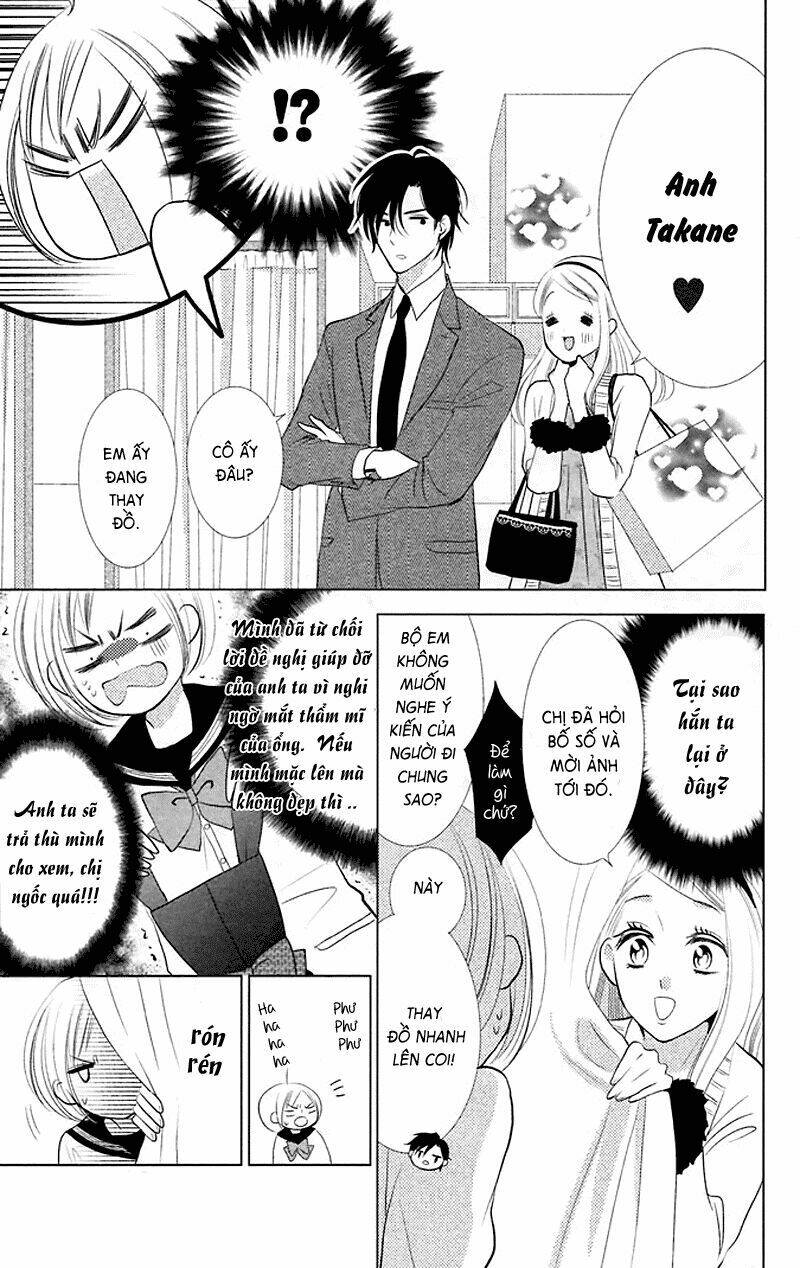 Anh
Takane
♥
!?
CÔ ẤY
ĐÂU?
EM ẤY
ĐANG
THAY
ĐỒ.
Tại sao
hắn ta
lại ở
đây?
CHỊ ĐÃ HỎI
BỐ SỐ VÀ
MỜI ẢNH
TỚI ĐÓ.
Để
làm
gì
chứ?
BỘ EM
KHÔNG
MUỐN
NGHE Ý
KIẾN CỦA
NGƯỜI ĐI
CHUNG
SAO?
NÀY
THAY
ĐỒ NHANH
LÊN COI!
Mình đã từ chối
lời đề nghị giúp đỡ
của anh ta vì nghi
ngờ mắt thẩm mĩ
của ổng. Nếu
mình mặc lên mà
không đẹp thì ..
Anh ta sẽ
trả thù mình
cho xem, chị
ngốc quá!!!
Phư
Phư
Phư
Ha
ha
ha
ha
rón
rén